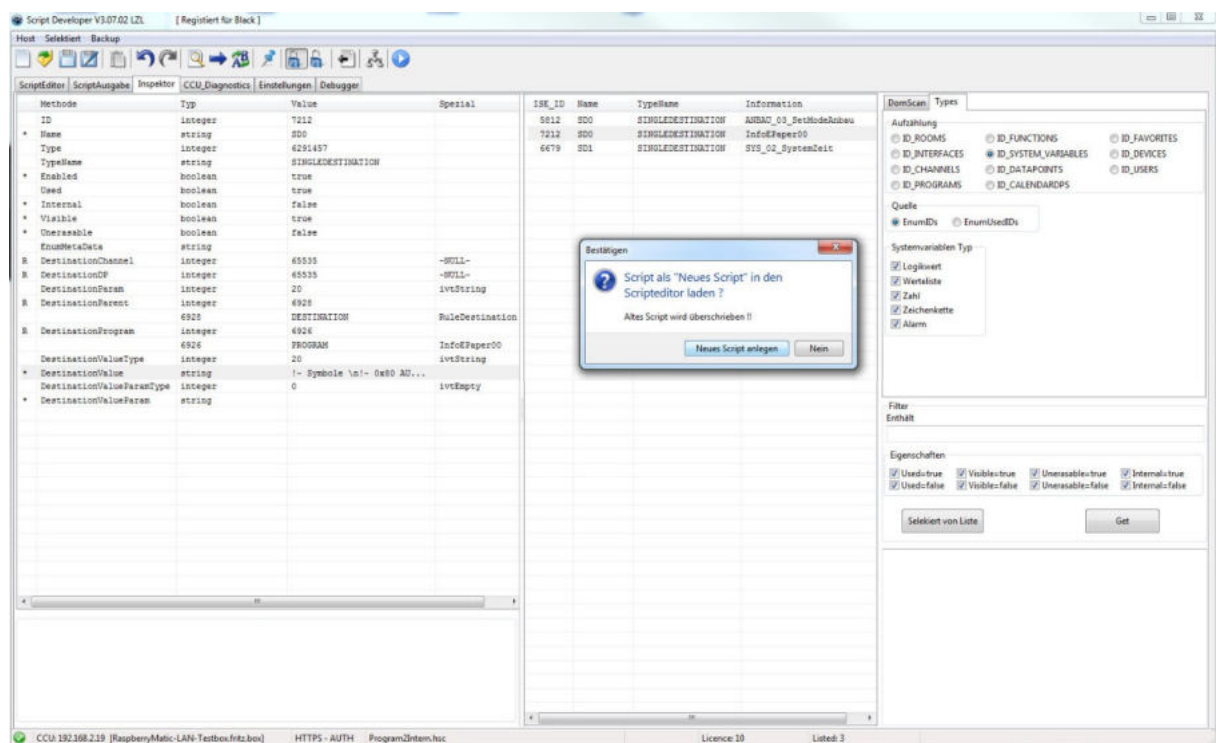 Script Developer V3.07.02 LZL [ Registiert für Black ]
Host Selektiert Backup
ScriptEditor ScriptAusgabe Inspektor CCU_Diagnostics Einstellungen Debugger
Methode Typ Value Spezial
ID integer 7212
* Name string SD0
Type integer 6291457
TypeName string SINGLEDESTINATION
* Enabled boolean true
Used boolean true
* Internal boolean false
* Visible boolean true
* Unerasable boolean false
EnumMetaData string
R DestinationChannel integer 65535 -NULL-
R DestinationDP integer 65535 -NULL-
DestinationParam integer 20 ivtString
R DestinationParent integer 6928
6928 DESTINATION RuleDestination
R DestinationProgram integer 6926
6926 PROGRAM InfoEPaper00
DestinationValueType integer 20 ivtString
* DestinationValue string !- Symbole \n!- 0x80 AU...
DestinationValueParamType integer 0 ivtEmpty
* DestinationValueParam string
ISE_ID Name TypeName Information
5812 SD0 SINGLEDESTINATION ANBAU_03_SetModeAnbau
7212 SD0 SINGLEDESTINATION InfoEPaper00
6679 SD1 SINGLEDESTINATION SYS_02_SystemZeit
Bestätigen
Script als "Neues Script" in den
Scripteditor laden ?
Altes Script wird überschrieben !!
Neues Script anlegen Nein
DomScan Types
Aufzählung
ID_ROOMS ID_FUNCTIONS ID_FAVORITES
ID_INTERFACES ID_SYSTEM_VARIABLES ID_DEVICES
ID_CHANNELS ID_DATAPOINTS ID_USERS
ID_PROGRAMS ID_CALENDARDPS
Quelle
EnumIDs EnumUsedIDs
Systemvariablen Typ
Logikwert
Werteliste
Zahl
Zeichenkette
Alarm
Filter
Enthält
Eigenschaften
Used=true Visible=true Unerasable=true Internal=true
Used=false Visible=false Unerasable=false Internal=false
Selekiert von Liste Get
CCU: 192.168.2.19 [RaspberryMatic-LAN-Testbox.fritz.box] HTTPS - AUTH Program2Intern.hsc Licence: 10 Listed: 3